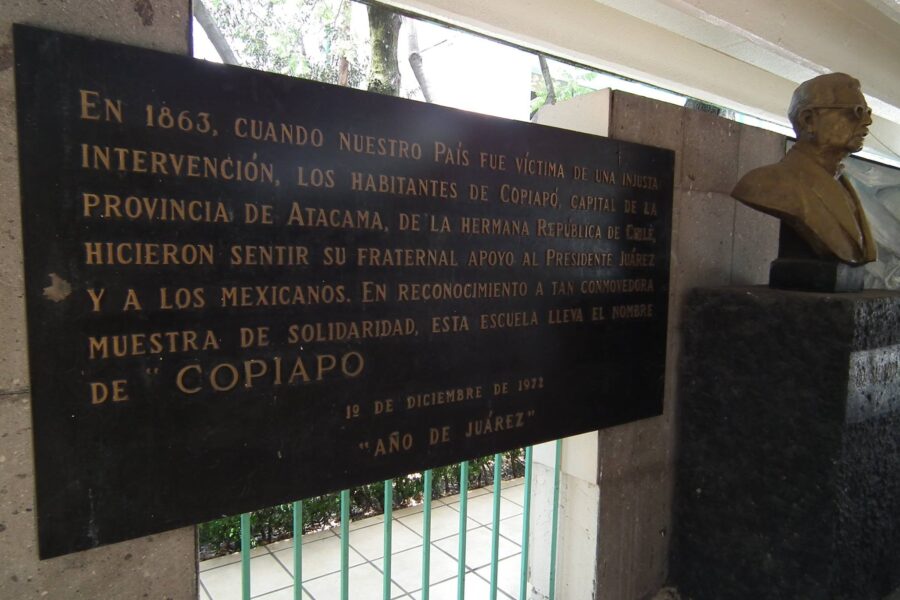 En 1863, cuando nuestro País fue víctima de una injusta
intervención, los habitantes de Copiapó, capital de la
provincia de Atacama, de la hermana República de Chile,
hicieron sentir su fraternal apoyo al Presidente Juárez
y a los mexicanos. En reconocimiento a tan conmovedora
muestra de solidaridad, esta escuela lleva el nombre
de " COPIAPO
1º de diciembre de 1972
"AÑO DE JUÁREZ"